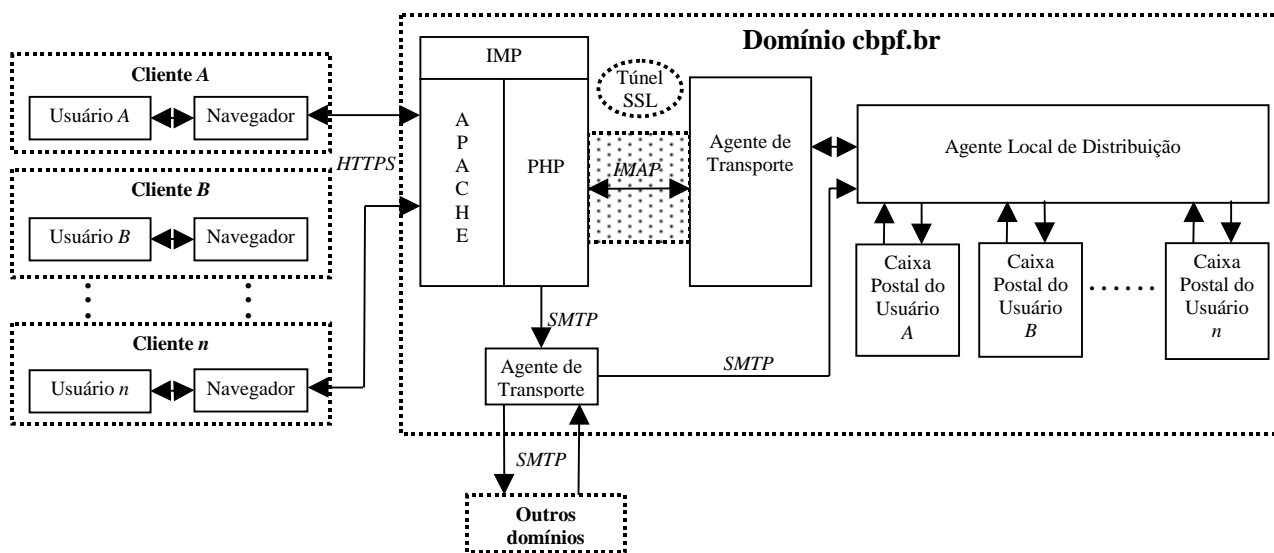 Domínio cbpf.br
Cliente A
Usuário A
Navegador
HTTPS
Cliente B
Usuário B
Navegador
Cliente n
Usuário n
Navegador
IMP
A
P
A
C
H
E
PHP
Túnel
SSL
IMAP
Agente de
Transporte
Agente Local de Distribuição
Caixa
Postal do
Usuário
A
Caixa
Postal do
Usuário
B
......
Caixa
Postal do
Usuário
n
SMTP
Agente de
Transporte
SMTP
SMTP
Outros
domínios